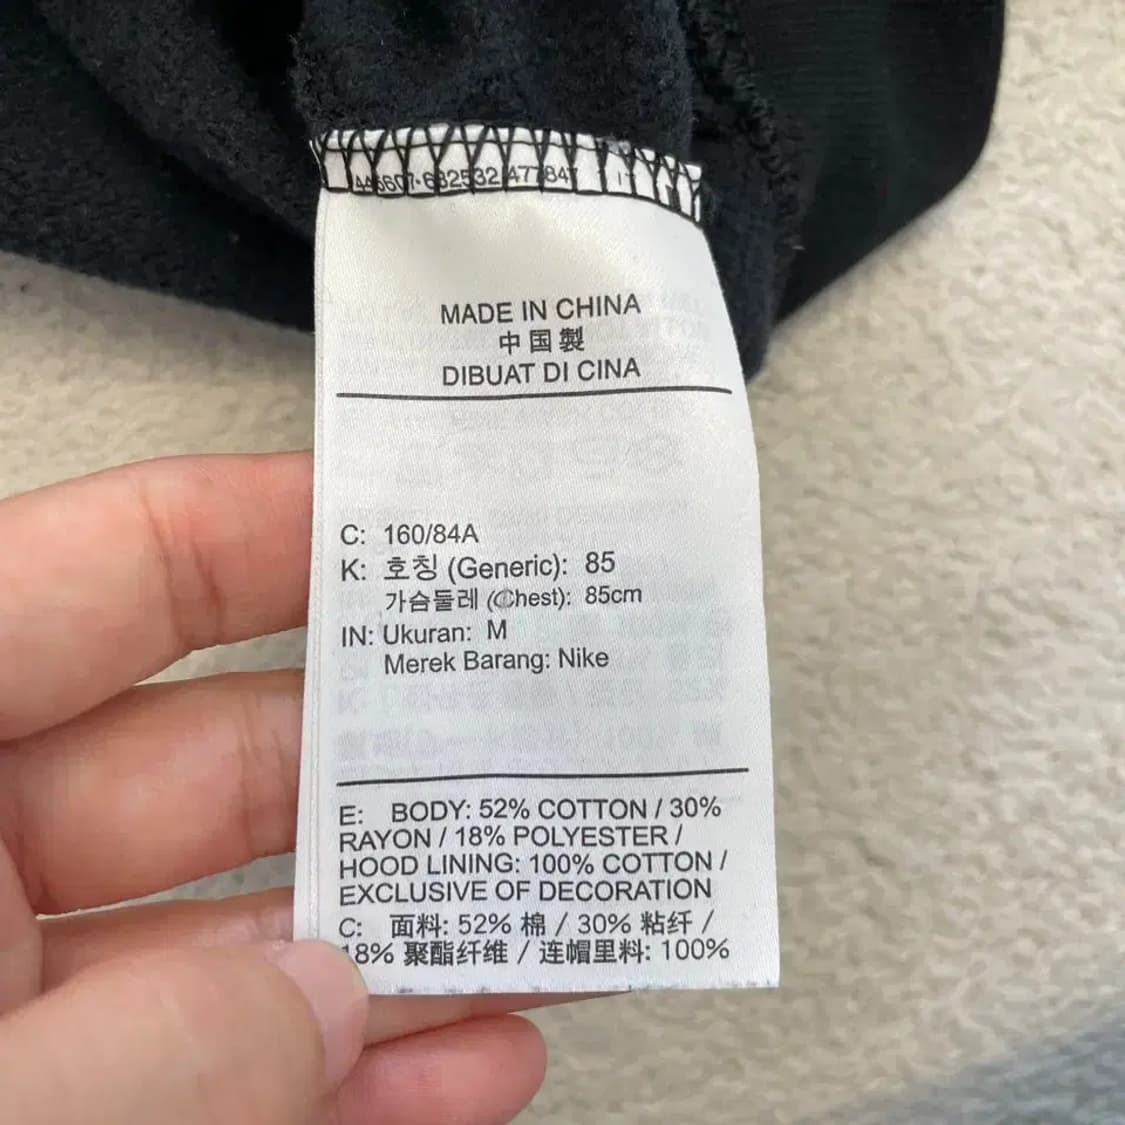 MADE IN CHINA
中国製
DIBUAT DI CINA
C: 160/84A
K: 호칭 (Generic): 85
가슴둘레 (Chest): 85cm
IN: Ukuran: M
Merek Barang: Nike
E: BODY: 52% COTTON / 30%
RAYON / 18% POLYESTER /
HOOD LINING: 100% COTTON /
EXCLUSIVE OF DECORATION
C: 面料: 52% 棉 / 30% 粘纤 /
18% 聚酯纤维 / 连帽里料: 100%